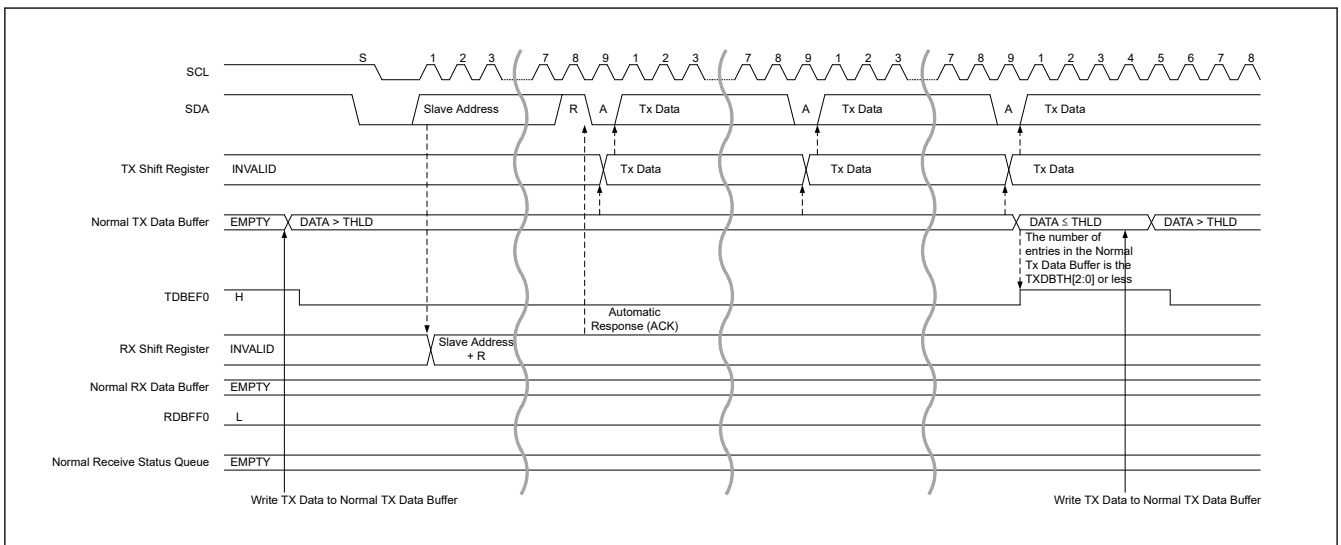 S 1 2 3 7 8 9 1 2 3 7 8 9 1 2 3 7 8 9 1 2 3 4 5 6 7 8
SCL
SDA Slave Address R A Tx Data A Tx Data A Tx Data
TX Shift Register INVALID Tx Data Tx Data Tx Data
Normal TX Data Buffer EMPTY DATA > THLD DATA ≤ THLD DATA > THLD
The number of
entries in the Normal
Tx Data Buffer is the
TXDBTH[2:0] or less
TDBEF0 H
Automatic
Response (ACK)
RX Shift Register INVALID Slave Address
+ R
Normal RX Data Buffer EMPTY
RDBFF0 L
Normal Receive Status Queue EMPTY
Write TX Data to Normal TX Data Buffer Write TX Data to Normal TX Data Buffer